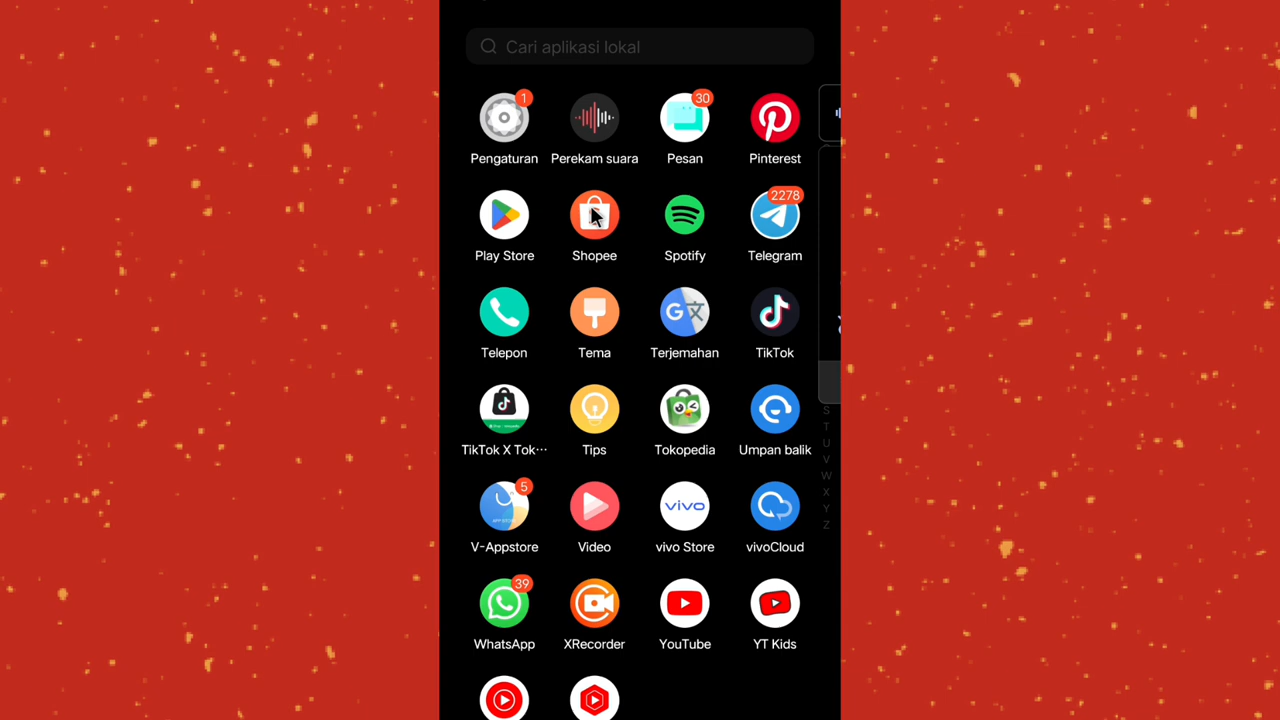 Cari aplikasi lokal
1
30
Pengaturan
Perekam suara
Pesan
Pinterest
2278
Play Store
Shopee
Spotify
Telegram
Telepon
Tema
Terjemahan
TikTok
TikTok X Tok···
Tips
Tokopedia
Umpan balik
S
T
U
V
W
X
Y
Z
5
vivo
V-Appstore
Video
vivo Store
vivoCloud
39
WhatsApp
XRecorder
YouTube
YT Kids